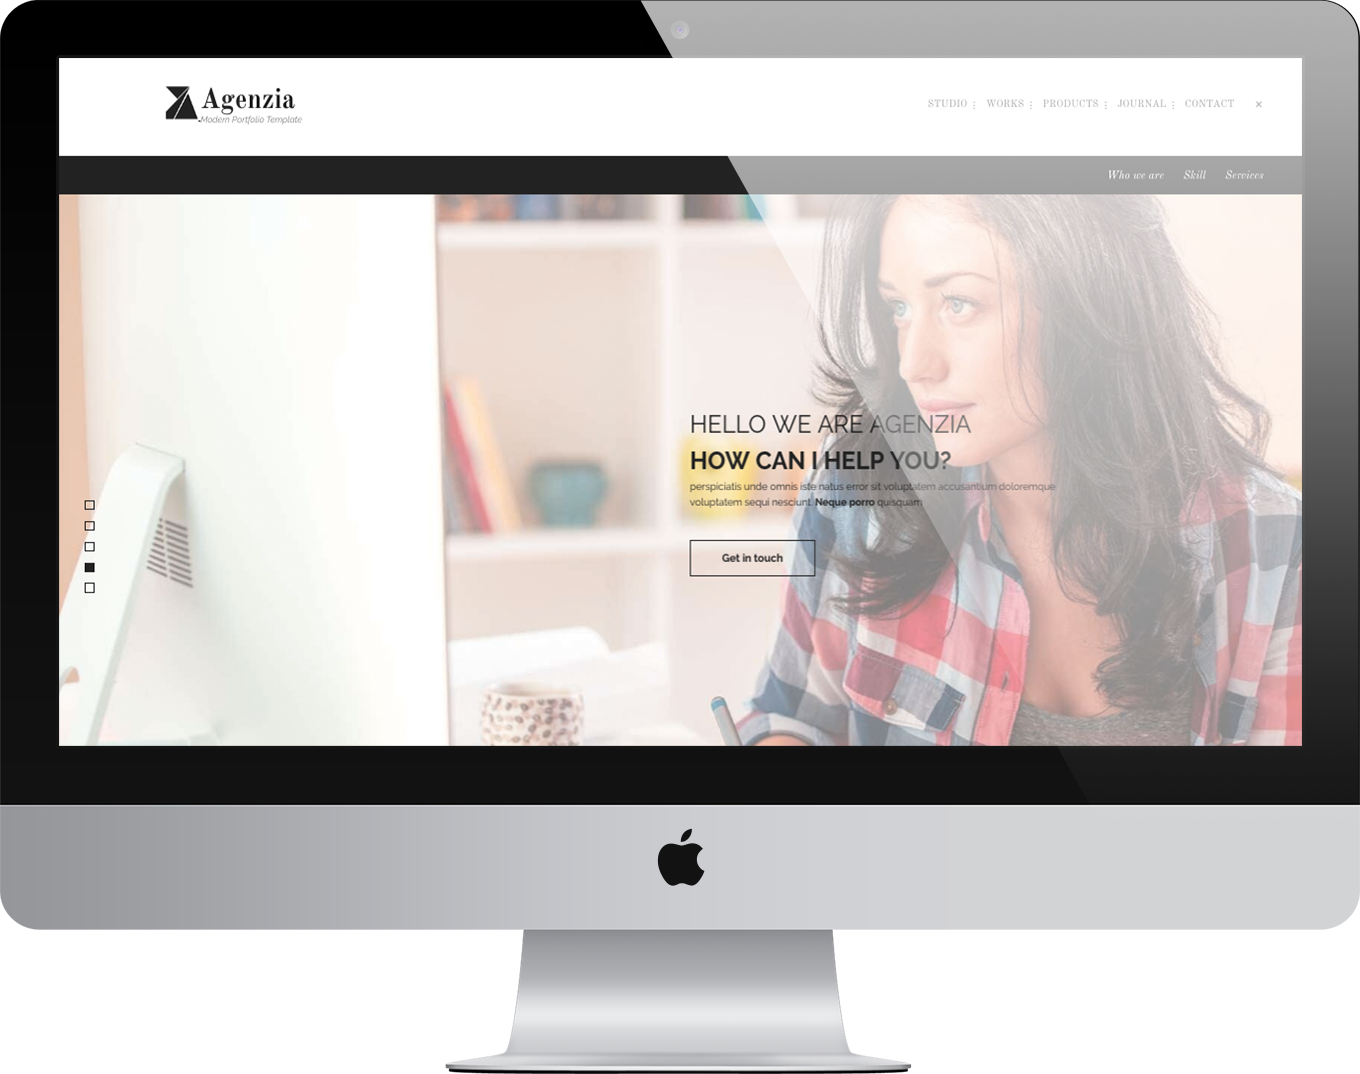 Agenzia
Modern Portfolio Template
STUDIO
WORKS
PRODUCTS
JOURNAL
CONTACT
Who we are
Skill
Services
HELLO WE ARE AGENZIA
HOW CAN I HELP YOU?
perspiciatis unde omnis iste natus error sit voluptatem accusantium doloremque
voluptatem sequi nesciunt. Neque porro quisquam
Get in touch